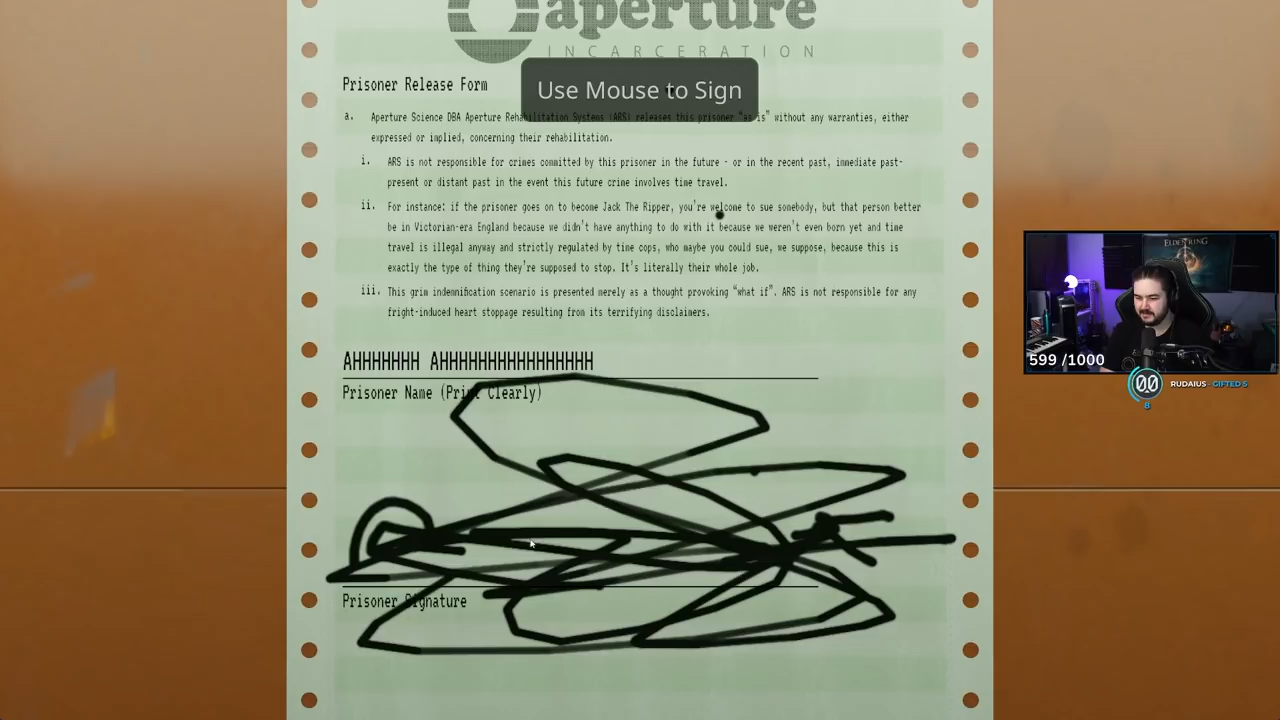 aperture
INCARCERATION
Use Mouse to Sign
Prisoner Release Form
a. Aperture Science DBA Aperture Rehabilitation Systems (ARS) releases this prisoner "as is" without any warranties, either
expressed or implied, concerning their rehabilitation.
i. ARS is not responsible for crimes committed by this prisoner in the future - or in the recent past, immediate past-
present or distant past in the event this future crime involves time travel.
ii. For instance: if the prisoner goes on to become Jack The Ripper, you're welcome to sue somebody, but that person better
be in Victorian-era England because we didn't have anything to do with it because we weren't even born yet and time
travel is illegal anyway and strictly regulated by time cops, who maybe you could sue, we suppose, because this is
exactly the type of thing they're supposed to stop. It's literally their whole job.
iii. This grim indemnification scenario is presented merely as a thought provoking "what if". ARS is not responsible for any
fright-induced heart stoppage resulting from its terrifying disclaimers.
AHHHHHHH AHHHHHHHHHHHHHHHH
Prisoner Name (Print Clearly)
Prisoner Signature
ELDEN RING
599 /1000
00
RUDAIUS - GIFTED 5
8